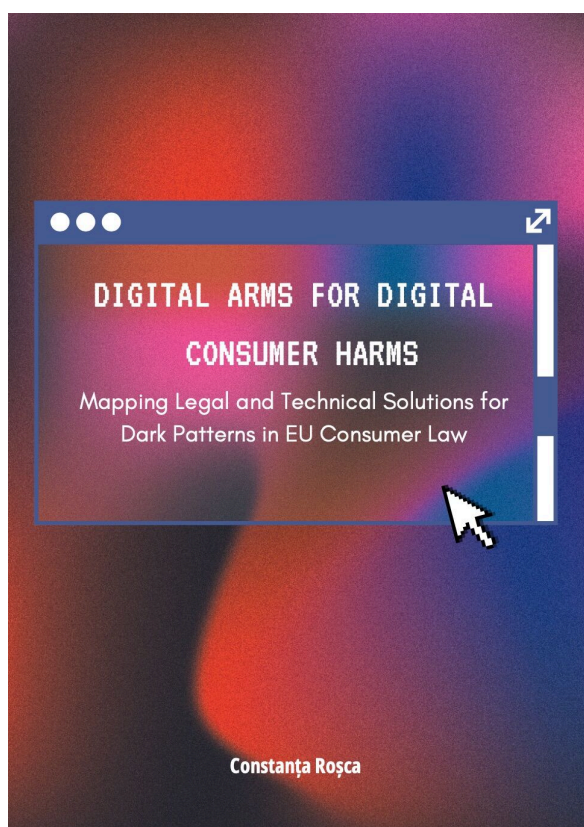 DIGITAL ARMS FOR DIGITAL
CONSUMER HARMS
Mapping Legal and Technical Solutions for
Dark Patterns in EU Consumer Law
Constanța Roșca